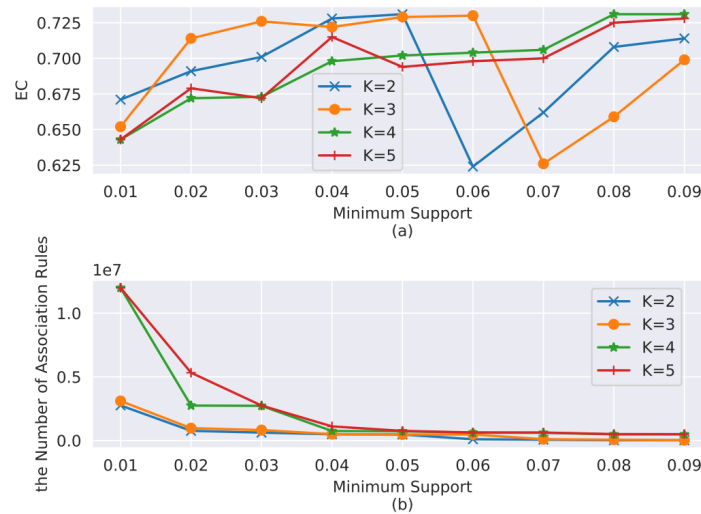 0.725
0.700
0.675
0.650
0.625
EC
K=2
K=3
K=4
K=5
0.01 0.02 0.03 0.04 0.05 0.06 0.07 0.08 0.09
Minimum Support
(a)
1e7
1.0
0.5
0.0
the Number of Association Rules
K=2
K=3
K=4
K=5
0.01 0.02 0.03 0.04 0.05 0.06 0.07 0.08 0.09
Minimum Support
(b)